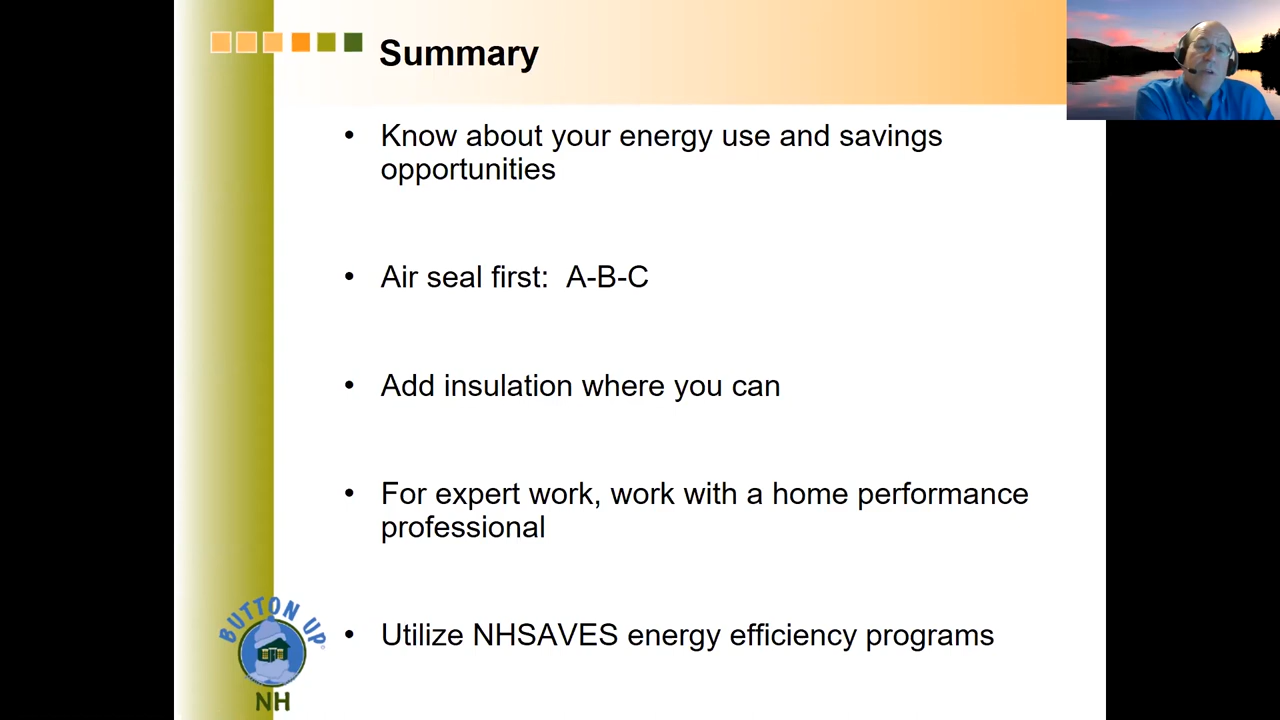 Summary
• Know about your energy use and savings
opportunities
• Air seal first:  A-B-C
• Add insulation where you can
• For expert work, work with a home performance
professional
• Utilize NHSAVES energy efficiency programs
BUTTON UP
NH